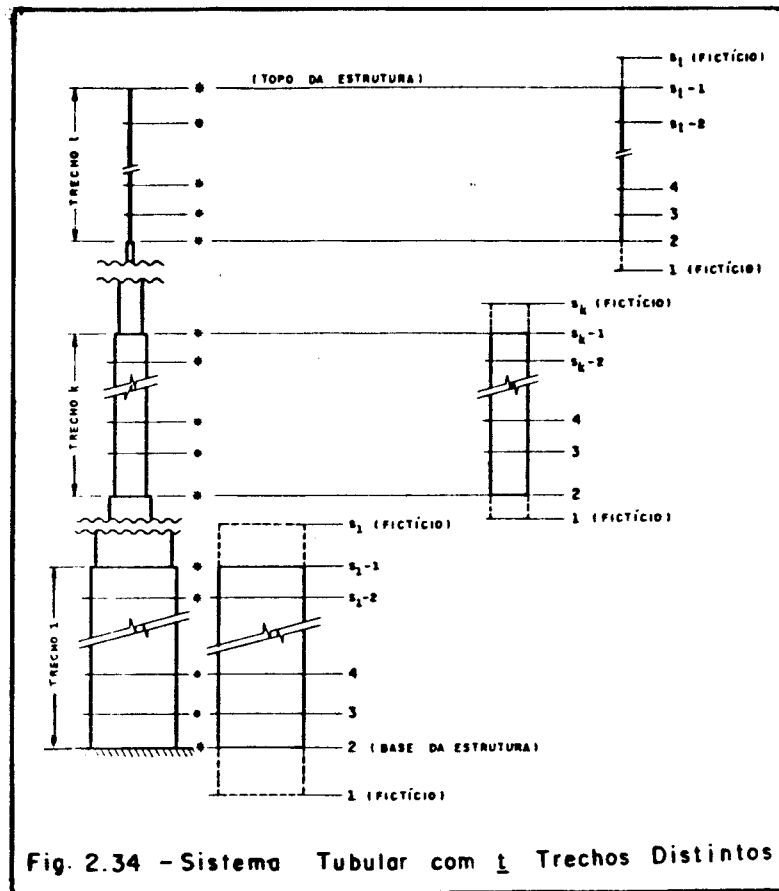 s_t (FICTÍCIO)
(TOPO DA ESTRUTURA)
s_t-1
s_t-2
TRECHO t
4
3
2
1 (FICTÍCIO)
s_k (FICTÍCIO)
s_k-1
s_k-2
TRECHO k
4
3
2
1 (FICTÍCIO)
s_1 (FICTÍCIO)
s_1-1
s_1-2
TRECHO 1
4
3
2 (BASE DA ESTRUTURA)
1 (FICTÍCIO)
Fig. 2.34 - Sistema Tubular com t Trechos Distintos